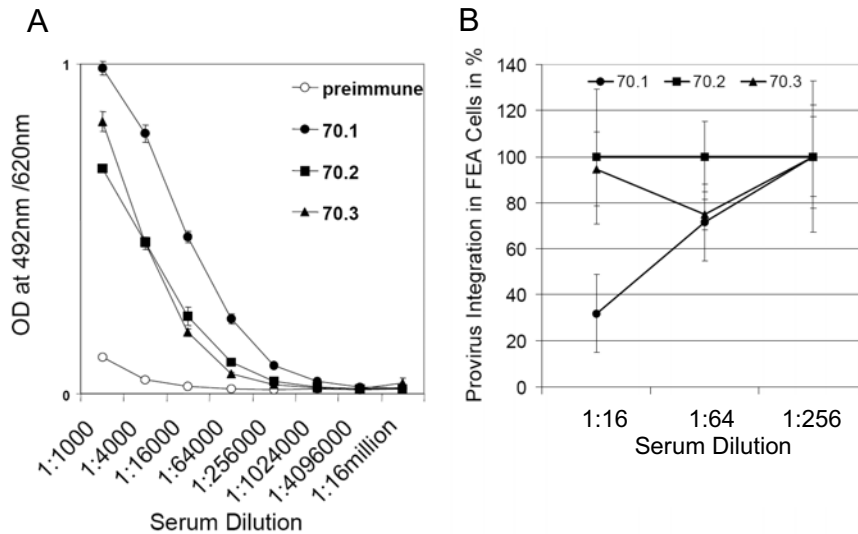 A
1
0
OD at 492nm /620nm
preimmune
70.1
70.2
70.3
1:1000
1:4000
1:16000
1:64000
1:256000
1:1024000
1:4096000
1:16million
Serum Dilution
B
140
120
100
80
60
40
20
0
Provirus Integration in FEA Cells in %
70.1 70.2 70.3
1:16 1:64 1:256
Serum Dilution